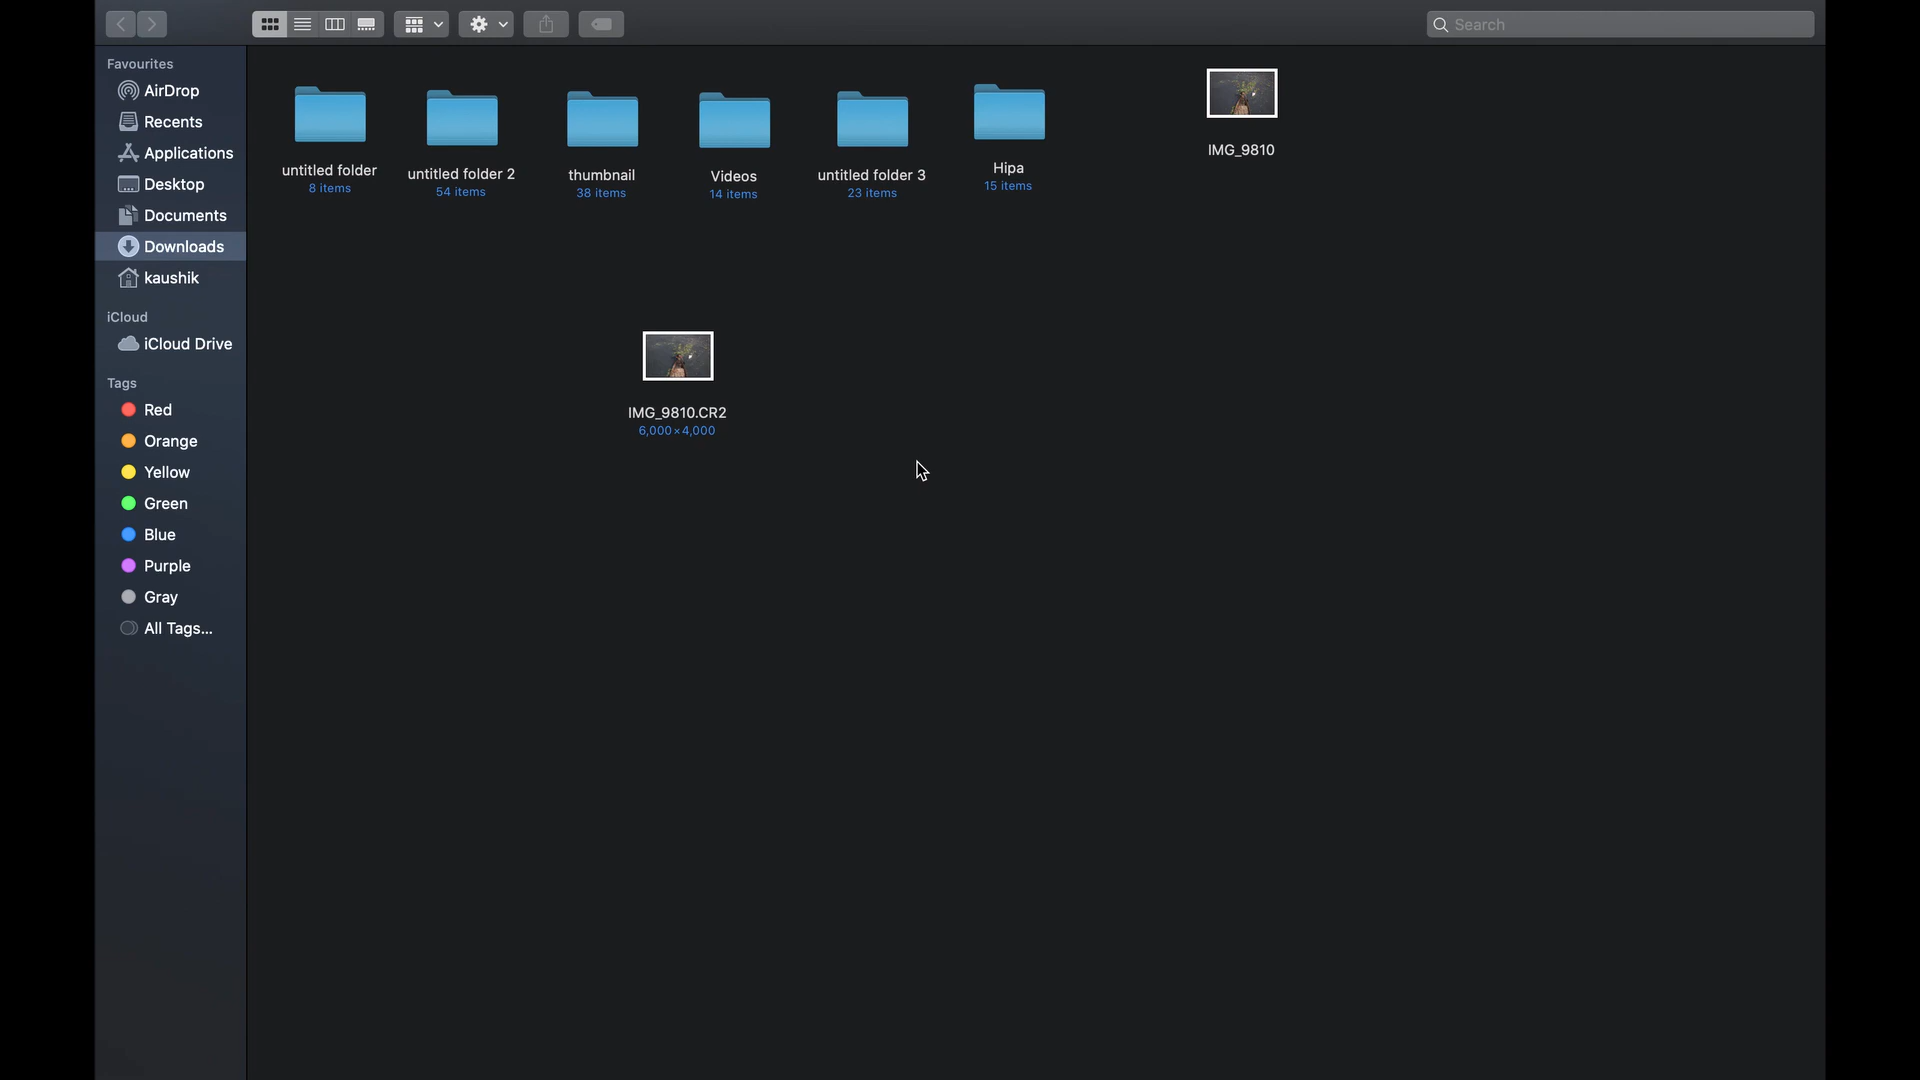 Search
Favourites
AirDrop
Recents
Applications
Desktop
Documents
Downloads
kaushik
iCloud
iCloud Drive
Tags
Red
Orange
Yellow
Green
Blue
Purple
Gray
All Tags...
untitled folder
8 items
untitled folder 2
54 items
thumbnail
38 items
Videos
14 items
untitled folder 3
23 items
Hipa
15 items
IMG_9810
IMG_9810.CR2
6,000×4,000